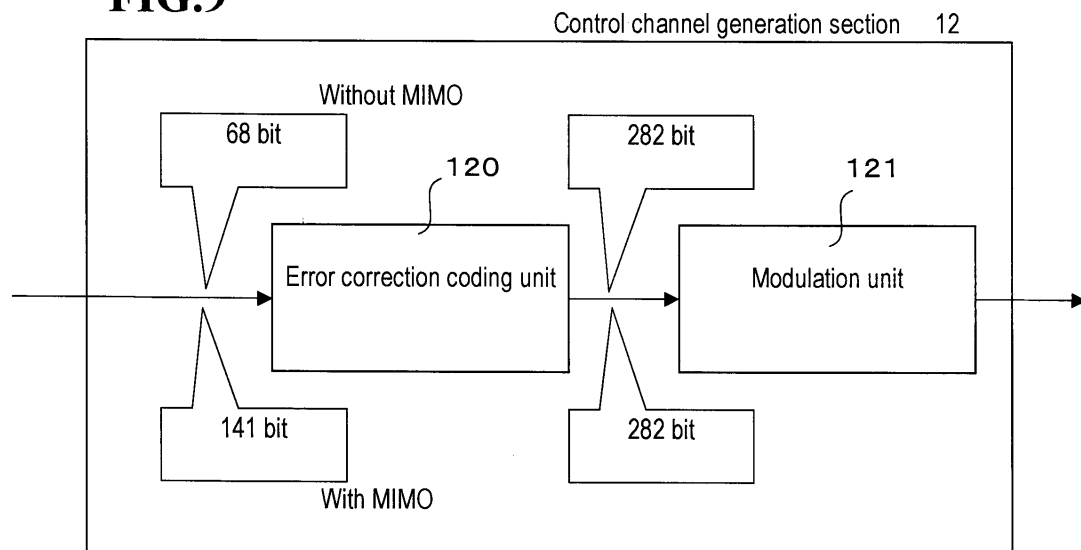 FIG.9
Control channel generation section 12
Without MIMO
68 bit
282 bit
120
121
Error correction coding unit
Modulation unit
141 bit
282 bit
With MIMO